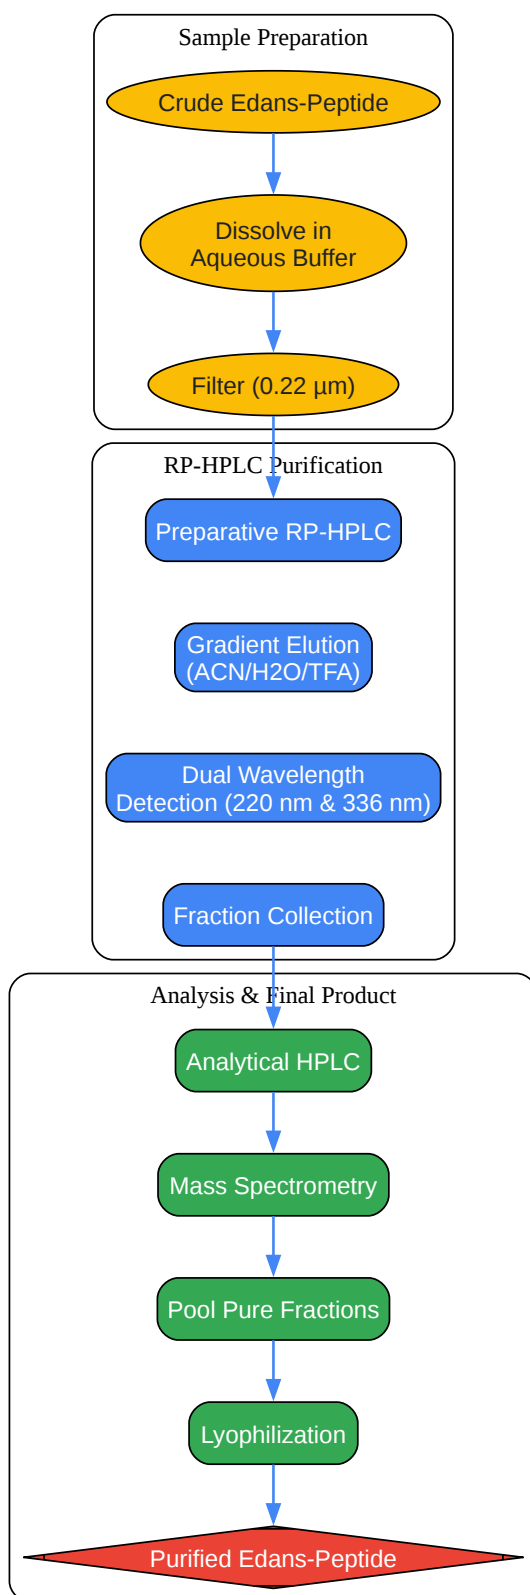 Sample Preparation
Crude Edans-Peptide
Dissolve in
Aqueous Buffer
Filter (0.22 µm)
RP-HPLC Purification
Preparative RP-HPLC
Gradient Elution
(ACN/H2O/TFA)
Dual Wavelength
Detection (220 nm & 336 nm)
Fraction Collection
Analysis & Final Product
Analytical HPLC
Mass Spectrometry
Pool Pure Fractions
Lyophilization
Purified Edans-Peptide